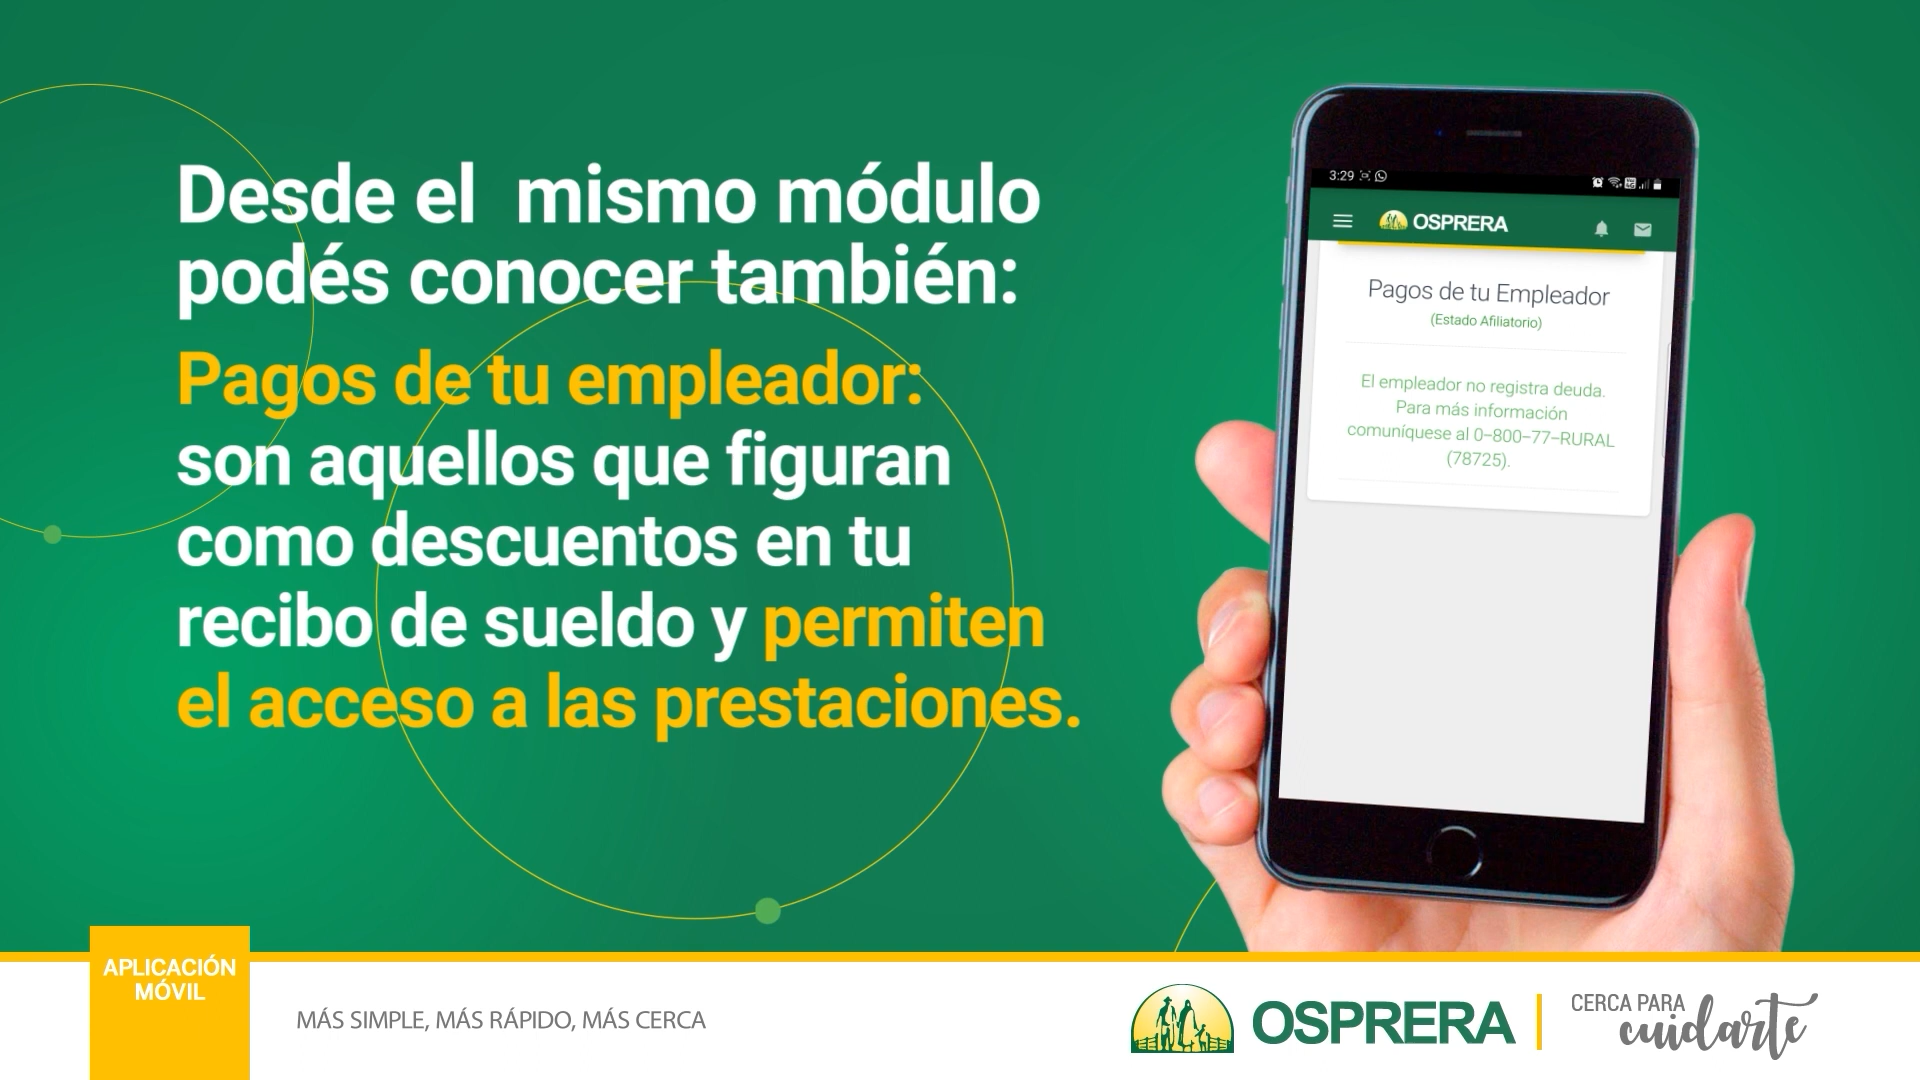 Desde el  mismo módulo
podés conocer también:
Pagos de tu empleador:
son aquellos que figuran
como descuentos en tu
recibo de sueldo y permiten
el acceso a las prestaciones.
3:29
OSPRERA
Pagos de tu Empleador
(Estado Afiliatorio)
El empleador no registra deuda.
Para más información
comuníquese al 0-800-77-RURAL
(78725).
APLICACIÓN
MÓVIL
MÁS SIMPLE, MÁS RÁPIDO, MÁS CERCA
OSPRERA
CERCA PARA
cuidarte